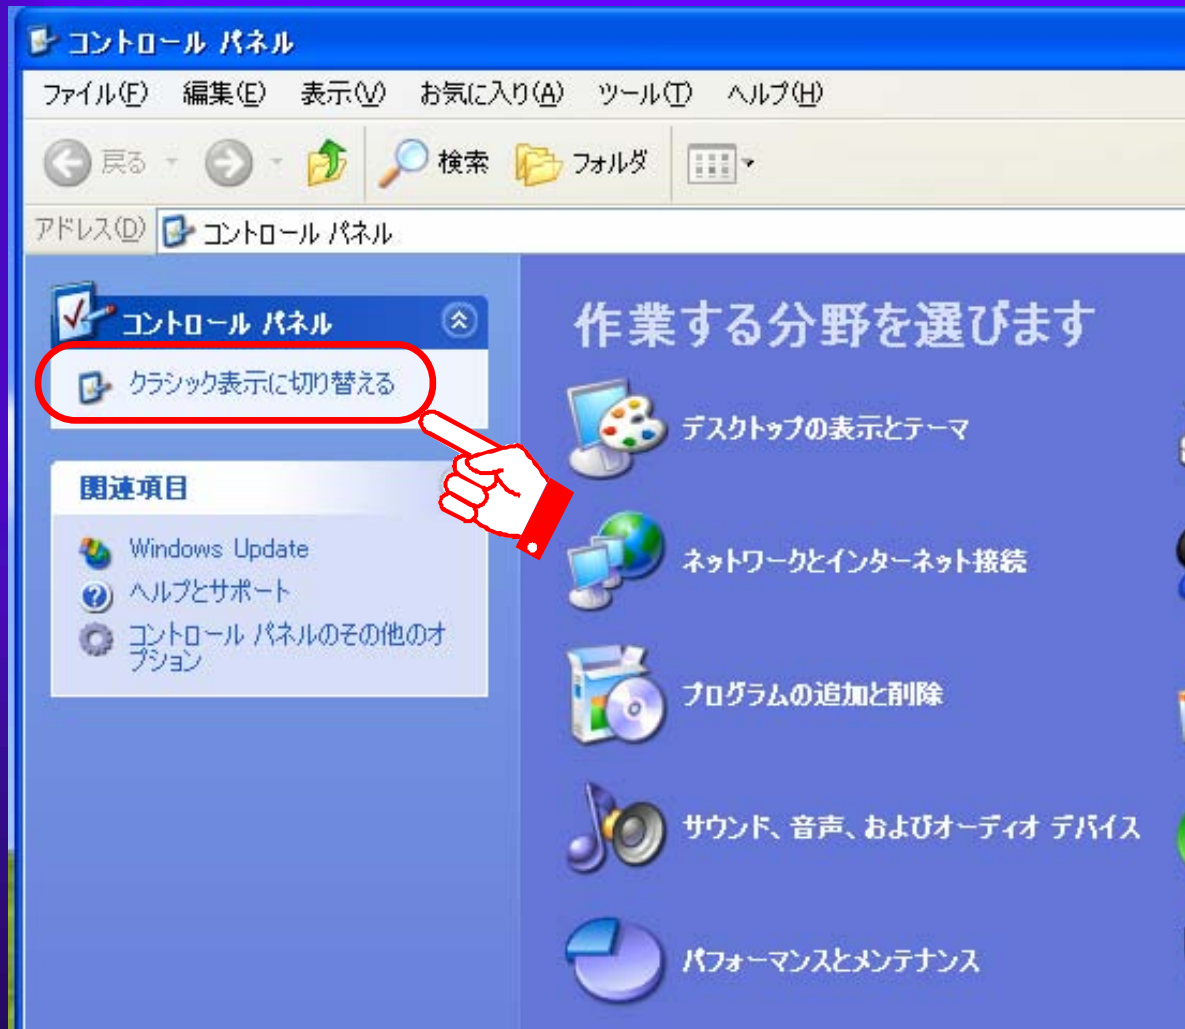 コントロール パネル
ファイル(F) 編集(E) 表示(V) お気に入り(A) ツール(T) ヘルプ(H)
戻る 検索 フォルダ
アドレス(D) コントロール パネル
コントロール パネル
クラシック表示に切り替える
関連項目
Windows Update
ヘルプとサポート
コントロール パネルのその他のオ
プション
作業する分野を選びます
デスクトップの表示とテーマ
ネットワークとインターネット接続
プログラムの追加と削除
サウンド、音声、およびオーディオ デバイス
パフォーマンスとメンテナンス